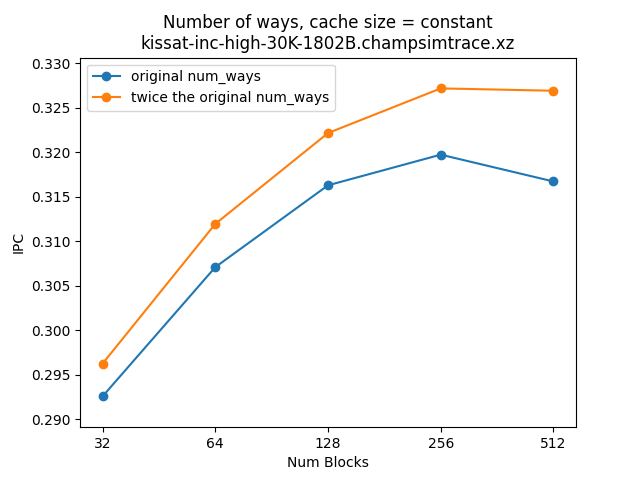 Number of ways, cache size = constant
kissat-inc-high-30K-1802B.champsimtrace.xz
original num_ways
twice the original num_ways
0.330
0.325
0.320
0.315
0.310
0.305
0.300
0.295
0.290
IPC
32 64 128 256 512
Num Blocks